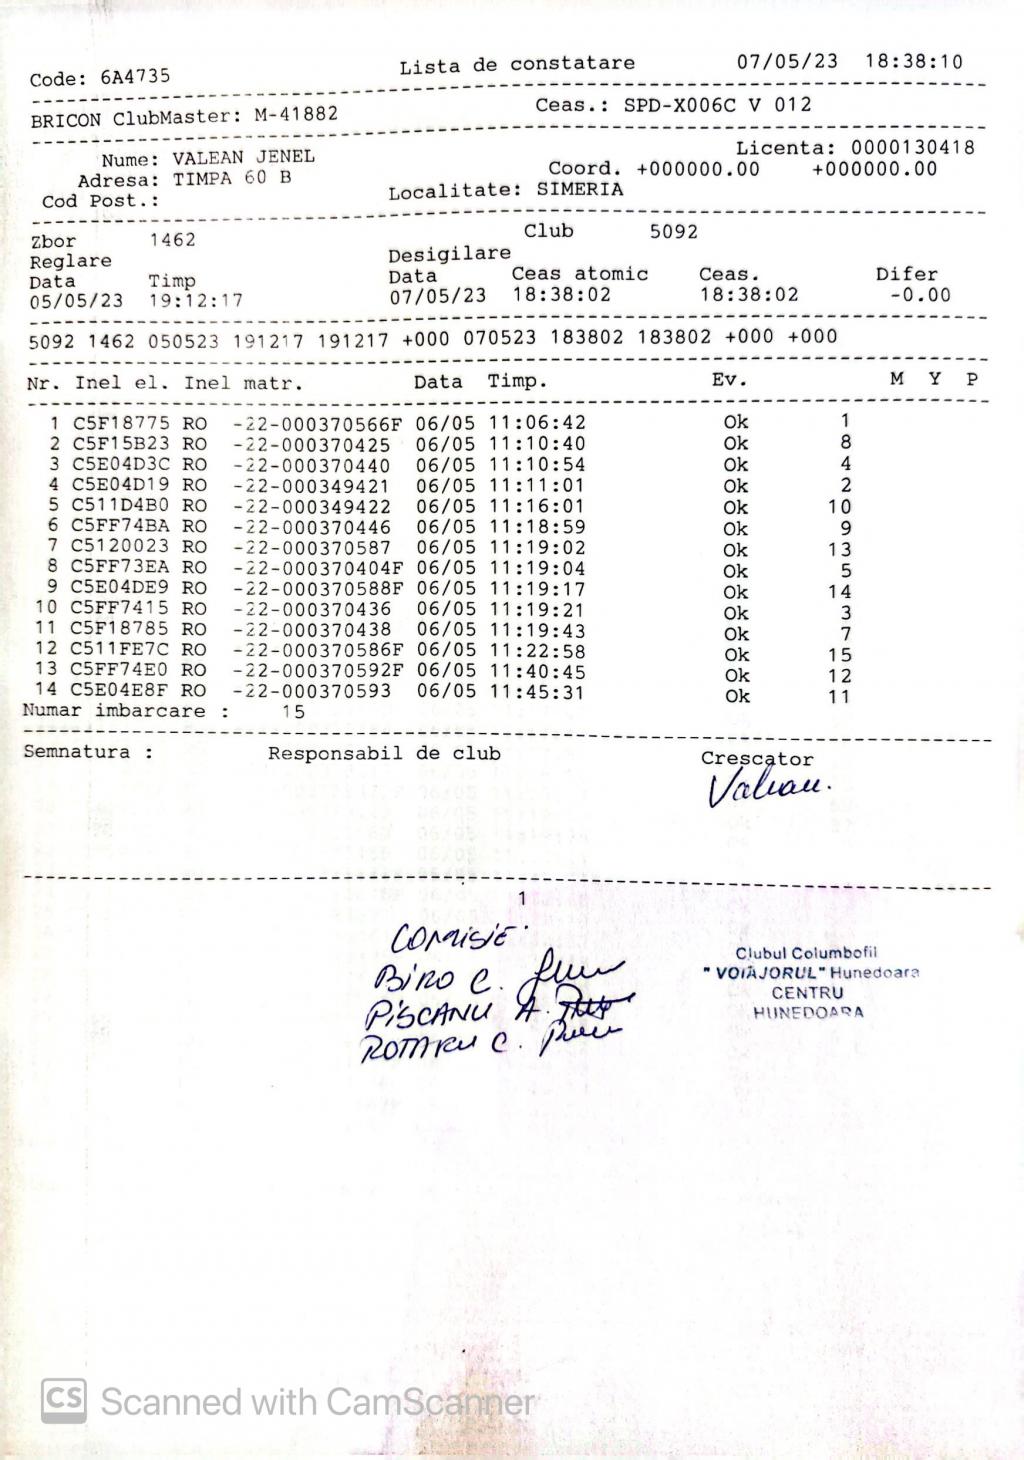 Code: 6A4735 Lista de constatare 07/05/23 18:38:10
BRICON ClubMaster: M-41882 Ceas.: SPD-X006C V 012
Nume: VALEAN JENEL Licenta: 0000130418
Adresa: TIMPA 60 B Coord. +000000.00 +000000.00
Cod Post.: Localitate: SIMERIA
Zbor 1462 Club 5092
Reglare Desigilare
Data Timp Data Ceas atomic Ceas. Difer
05/05/23 19:12:17 07/05/23 18:38:02 18:38:02 -0.00
5092 1462 050523 191217 191217 +000 070523 183802 183802 +000 +000
Nr. Inel el. Inel matr. Data Timp. Ev. M Y P
1 C5F18775 RO -22-000370566F 06/05 11:06:42 Ok 1
2 C5F15B23 RO -22-000370425 06/05 11:10:40 Ok 8
3 C5E04D3C RO -22-000370440 06/05 11:10:54 Ok 4
4 C5E04D19 RO -22-000349421 06/05 11:11:01 Ok 2
5 C511D4B0 RO -22-000349422 06/05 11:16:01 Ok 10
6 C5FF74BA RO -22-000370446 06/05 11:18:59 Ok 9
7 C5120023 RO -22-000370587 06/05 11:19:02 Ok 13
8 C5FF73EA RO -22-000370404F 06/05 11:19:04 Ok 5
9 C5E04DE9 RO -22-000370588F 06/05 11:19:17 Ok 14
10 C5FF7415 RO -22-000370436 06/05 11:19:21 Ok 3
11 C5F18785 RO -22-000370438 06/05 11:19:43 Ok 7
12 C511FE7C RO -22-000370586F 06/05 11:22:58 Ok 15
13 C5FF74E0 RO -22-000370592F 06/05 11:40:45 Ok 12
14 C5E04E8F RO -22-000370593 06/05 11:45:31 Ok 11
Numar imbarcare : 15
Semnatura : Responsabil de club Crescator
Valean.
1
COMISIE:
BIRO C.
PISCANU A.
ROTARU C.
Clubul Columbofil
"VOIAJORUL" Hunedoara
CENTRU
HUNEDOARA
CS Scanned with CamScanner